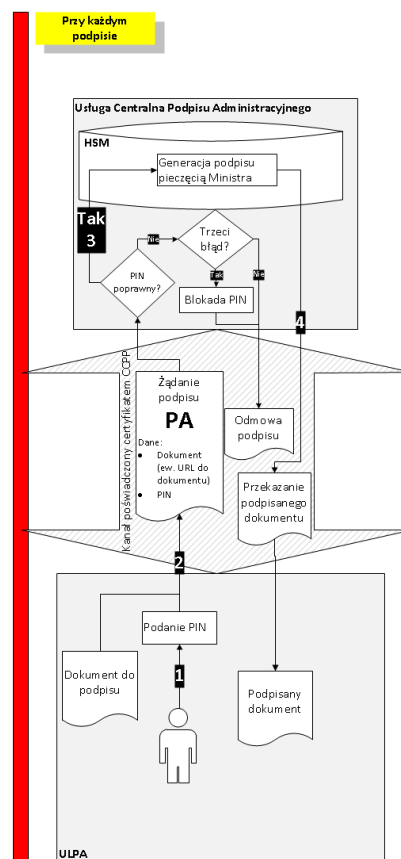 Przy każdym
podpisie
Usługa Centralna Podpisu Administracyjnego
HSM
Generacja podpisu
pieczęcią Ministra
Tak
3
Nie
Trzeci
błąd?
PIN
poprawny?
Tak
Nie
Blokada PIN
4
Kanał poświadczony certyfikatem CCPP
Żądanie
podpisu
PA
Dane:
• Dokument
(ew. URL do
dokumentu)
• PIN
Odmowa
podpisu
Przekazanie
podpisanego
dokumentu
2
Podanie PIN
Dokument do
podpisu
1
Podpisany
dokument
ULPA